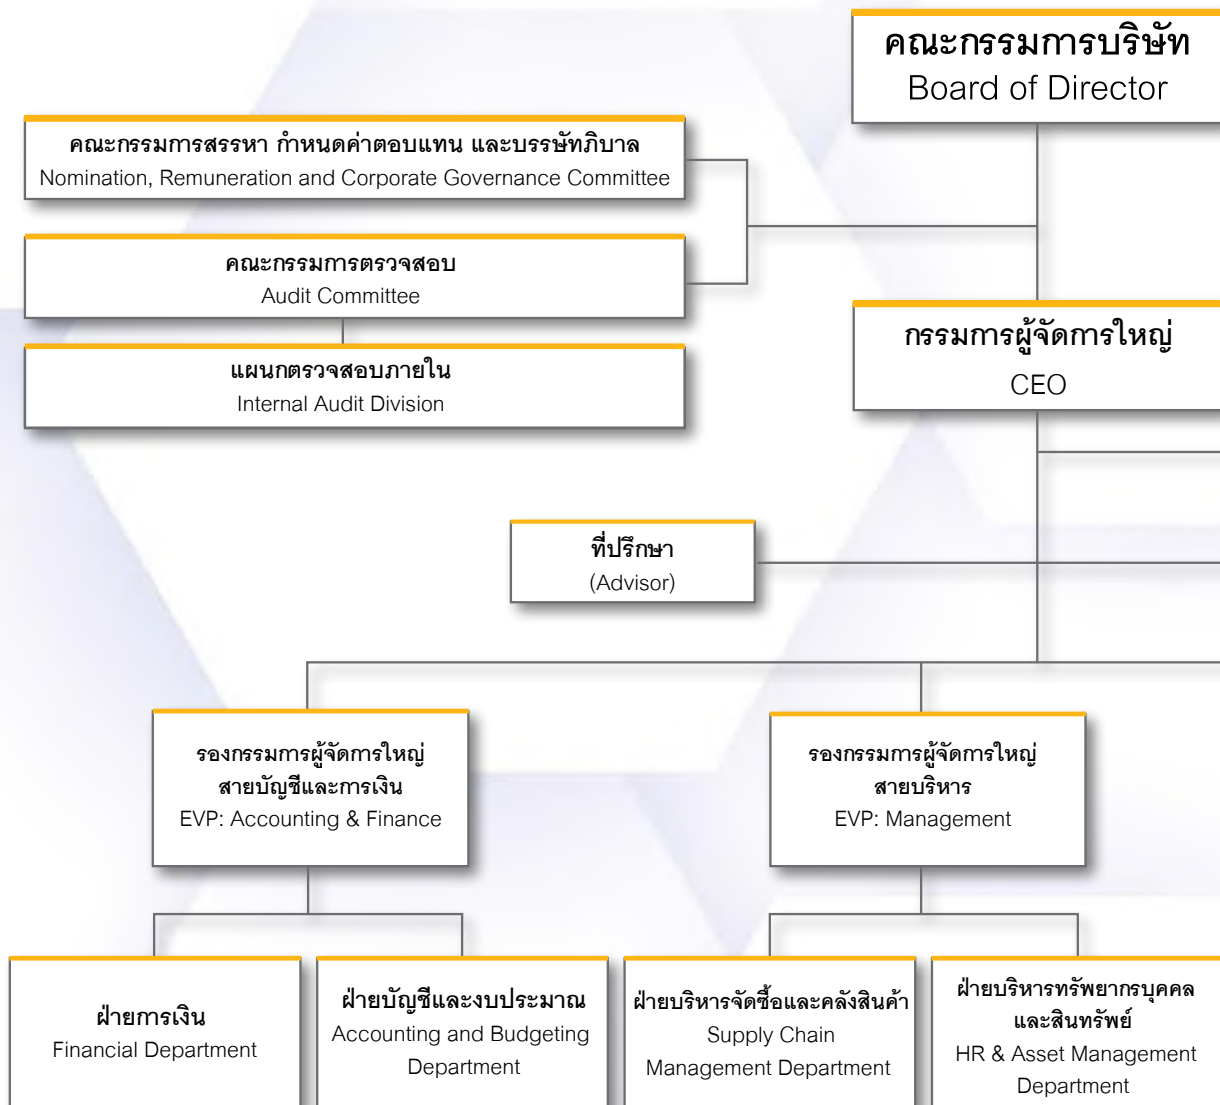 คณะกรรมการบริษัท
Board of Director
คณะกรรมการสรรหา กำหนดค่าตอบแทน และบรรษัทภิบาล
Nomination, Remuneration and Corporate Governance Committee
คณะกรรมการตรวจสอบ
Audit Committee
แผนกตรวจสอบภายใน
Internal Audit Division
กรรมการผู้จัดการใหญ่
CEO
ที่ปรึกษา
(Advisor)
รองกรรมการผู้จัดการใหญ่
สายบัญชีและการเงิน
EVP: Accounting & Finance
รองกรรมการผู้จัดการใหญ่
สายบริหาร
EVP: Management
ฝ่ายการเงิน
Financial Department
ฝ่ายบัญชีและงบประมาณ
Accounting and Budgeting
Department
ฝ่ายบริหารจัดซื้อและคลังสินค้า
Supply Chain
Management Department
ฝ่ายบริหารทรัพยากรบุคคล
และสินทรัพย์
HR & Asset Management
Department